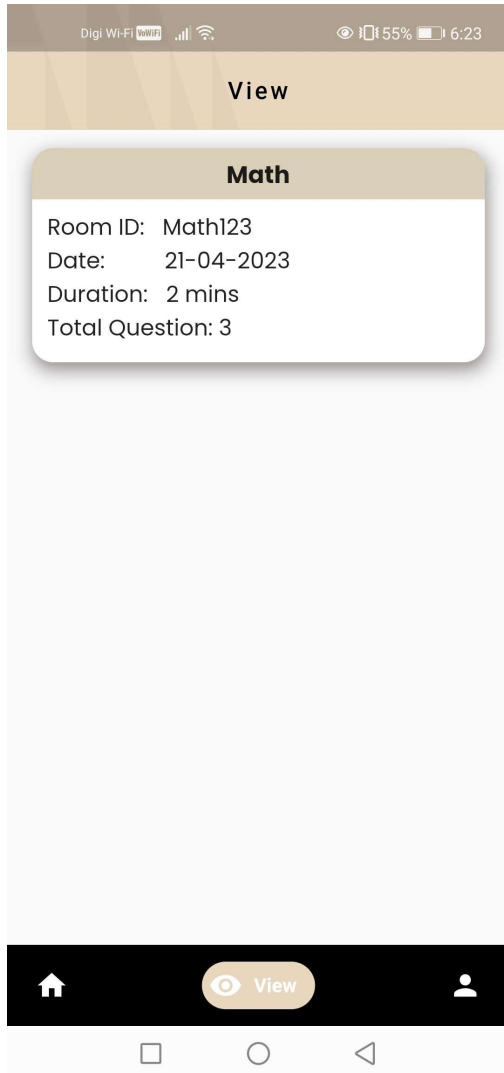 Digi Wi-Fi VoWiFi 55% 6:23
View
Math
Room ID: Math123
Date: 21-04-2023
Duration: 2 mins
Total Question: 3
View